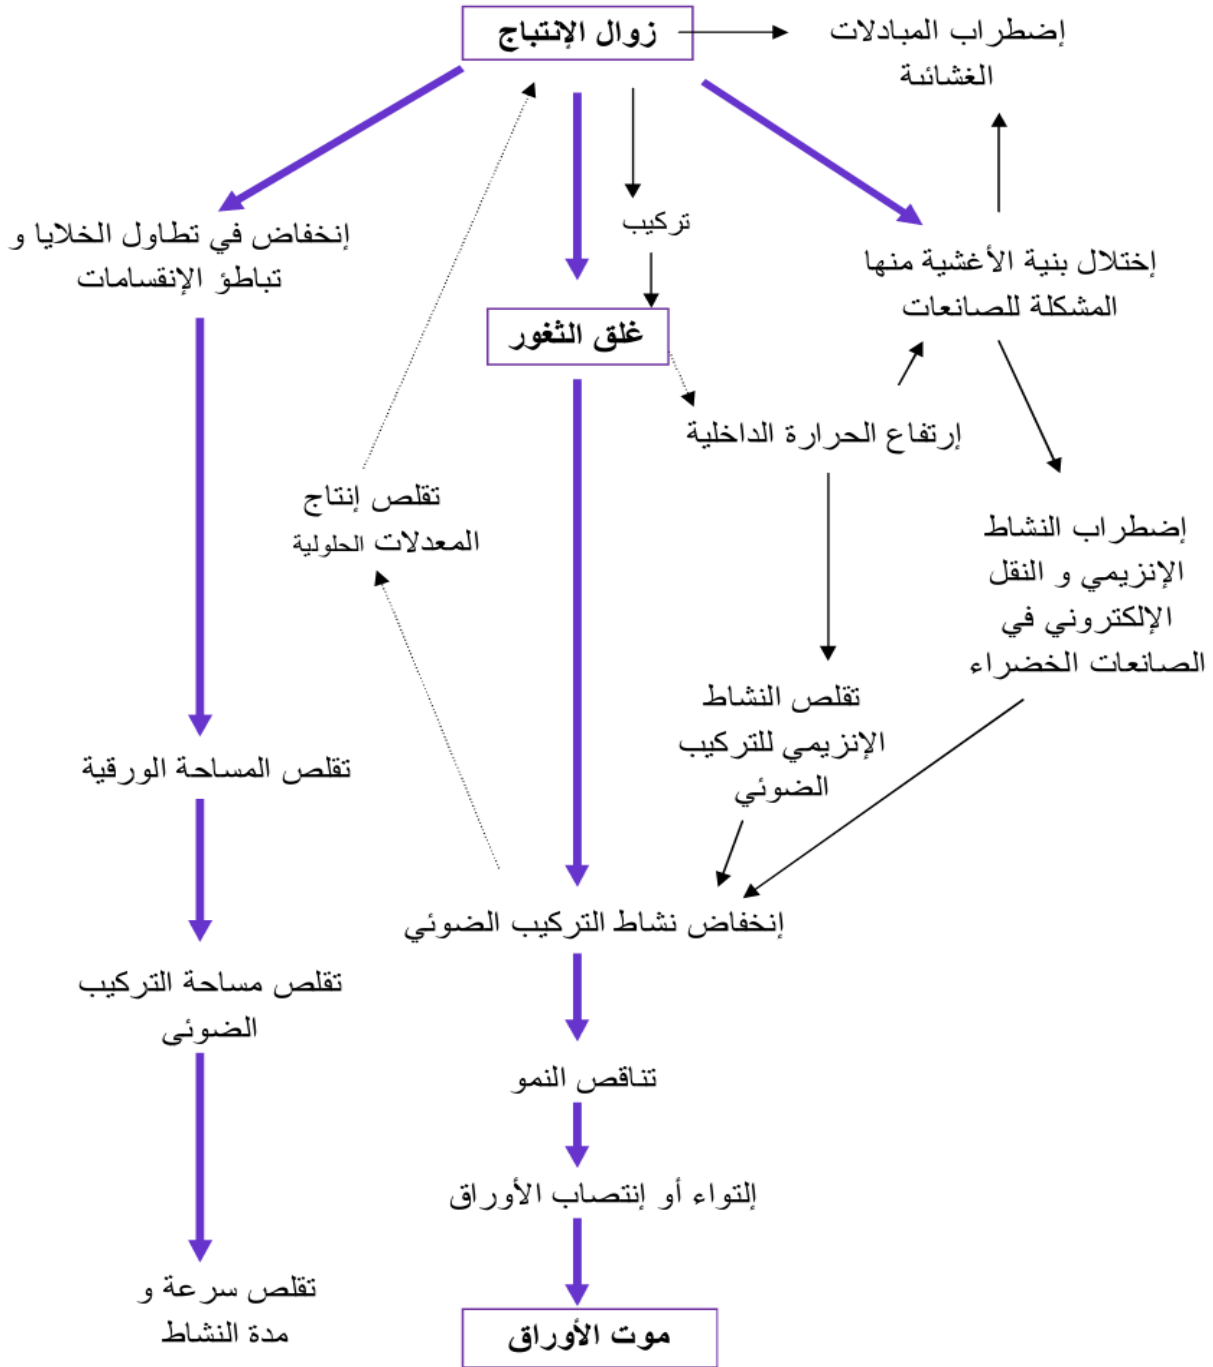 زوال الإنتباج
إضطراب المبادلات
الغشائية
إنخفاض في تطاول الخلايا و
تباطؤ الإنقسامات
تركيب
إختلال بنية الأغشية منها
المشكلة للصانعات
غلق الثغور
إرتفاع الحرارة الداخلية
تقلص إنتاج
المعدلات الحلولية
إضطراب النشاط
الإنزيمي و النقل
الإلكتروني في
الصانعات الخضراء
تقلص النشاط
الإنزيمي للتركيب
الضوئي
تقلص المساحة الورقية
إنخفاض نشاط التركيب الضوئي
تقلص مساحة التركيب
الضوئي
تناقص النمو
إلتواء أو إنتصاب الأوراق
تقلص سرعة و
مدة النشاط
موت الأوراق